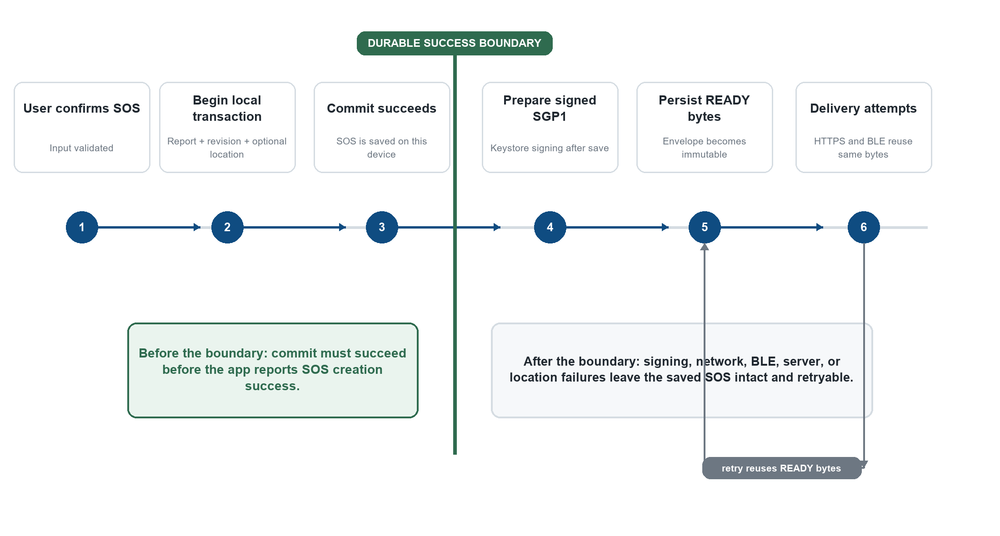 DURABLE SUCCESS BOUNDARY
User confirms SOS
Input validated
Begin local
transaction
Report + revision + optional
location
Commit succeeds
SOS is saved on this
device
Prepare signed
SGP1
Keystore signing after save
Persist READY
bytes
Envelope becomes
immutable
Delivery attempts
HTTPS and BLE reuse
same bytes
1
2
3
4
5
6
Before the boundary: commit must succeed
before the app reports SOS creation
success.
After the boundary: signing, network, BLE, server, or
location failures leave the saved SOS intact and retryable.
retry reuses READY bytes